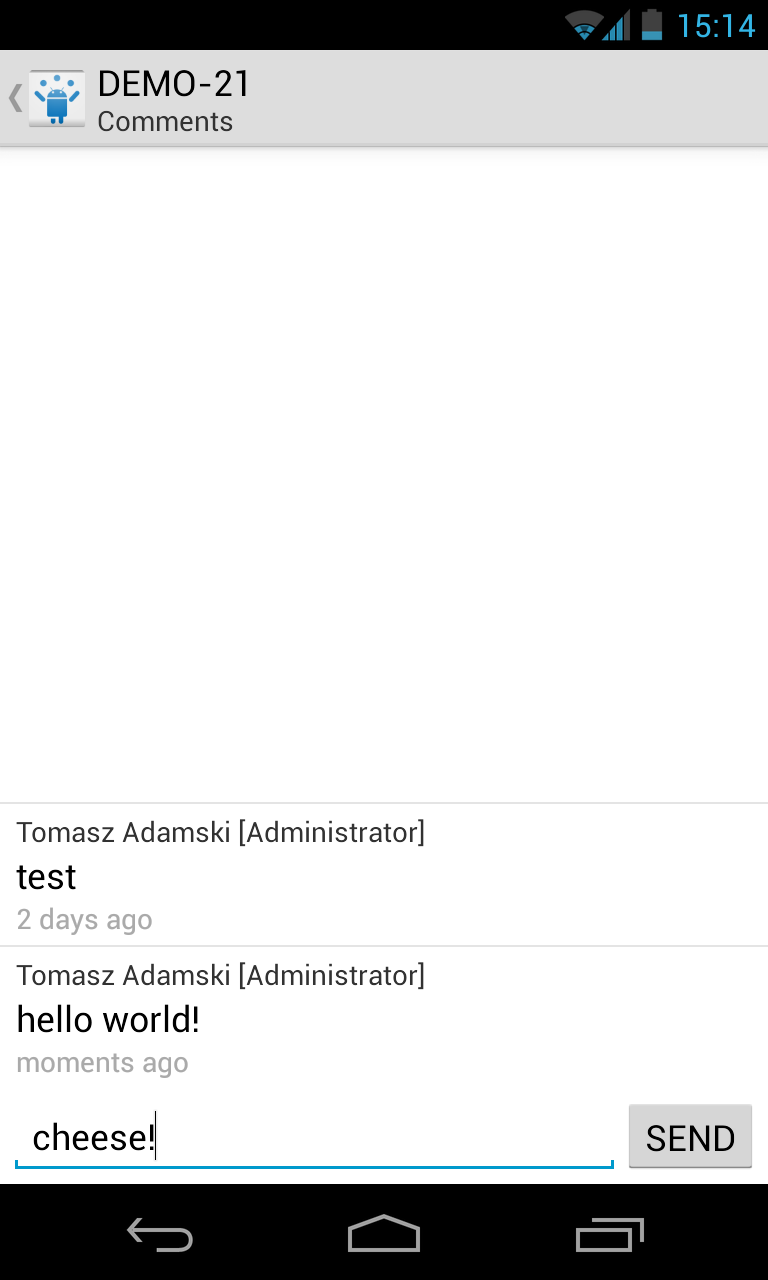 15:14
DEMO-21
Comments
Tomasz Adamski [Administrator]
test
2 days ago
Tomasz Adamski [Administrator]
hello world!
moments ago
cheese!
SEND